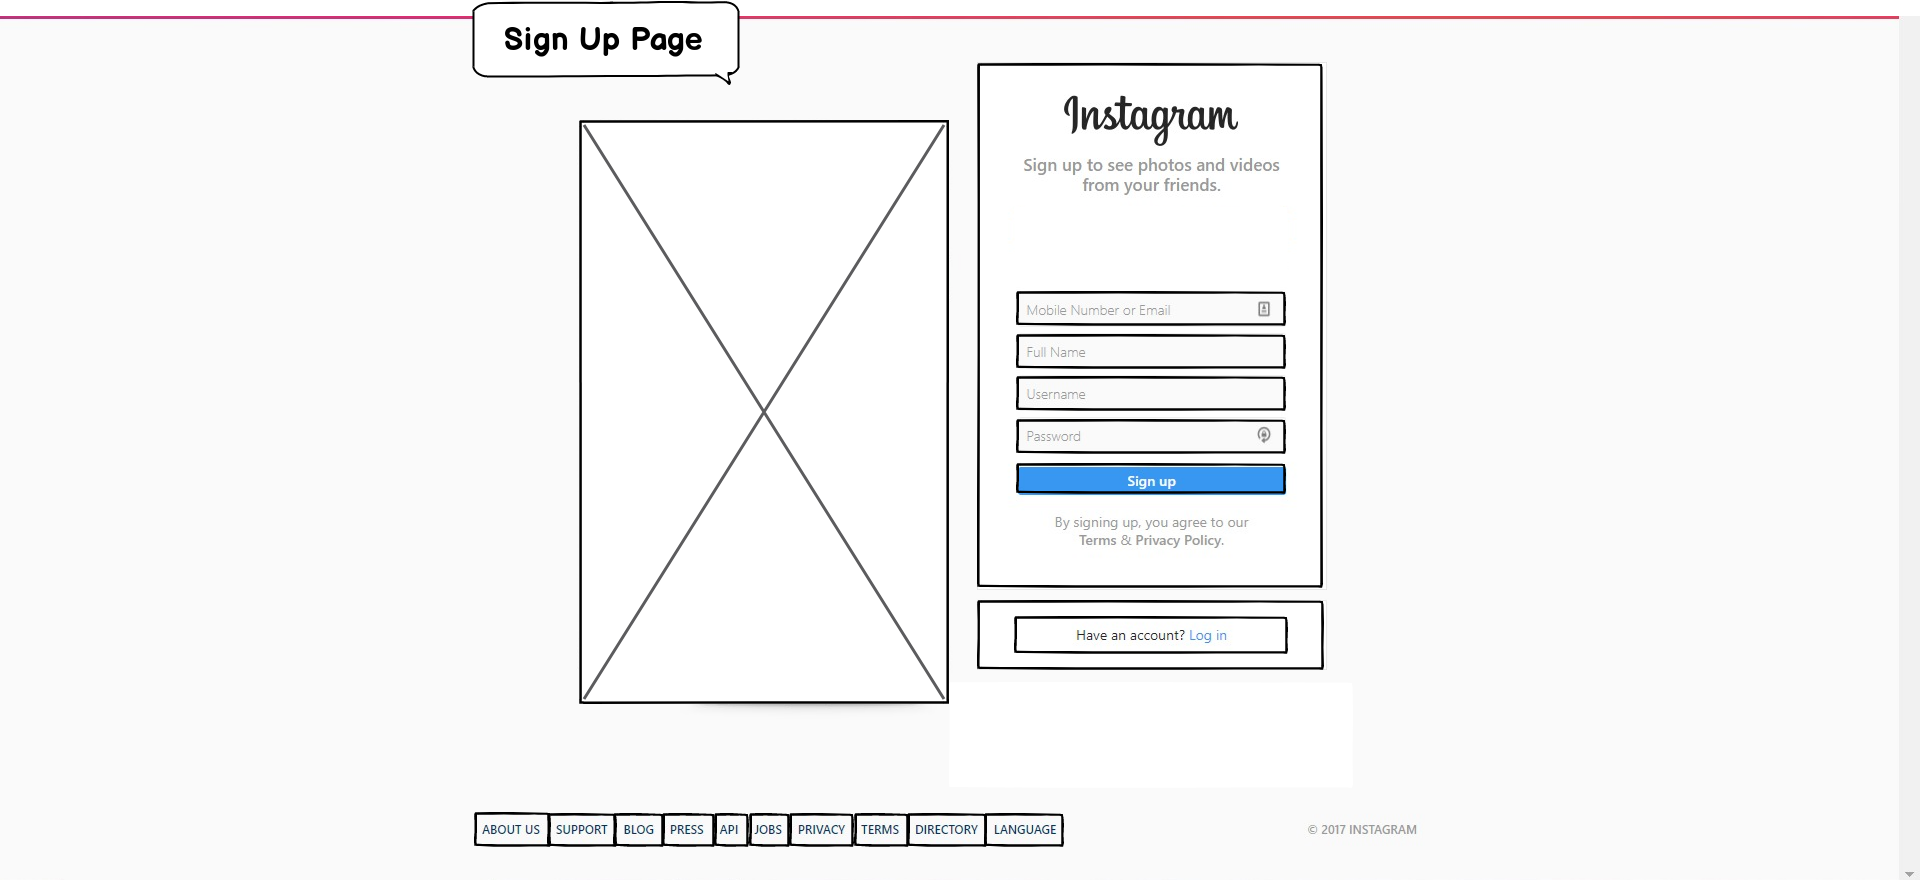 Sign Up Page
Instagram
Sign up to see photos and videos
from your friends.
Mobile Number or Email
Full Name
Username
Password
Sign up
By signing up, you agree to our
Terms & Privacy Policy.
Have an account? Log in
ABOUT US SUPPORT BLOG PRESS API JOBS PRIVACY TERMS DIRECTORY LANGUAGE © 2017 INSTAGRAM